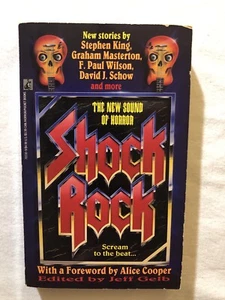 New stories by
Stephen King,
Graham Masterton,
F. Paul Wilson,
David J. Schow
and more
THE NEW SOUND
OF HORROR
Shock
Rock
Scream
to the beat...
With a Foreword by Alice Cooper
Edited by Jeff Gelb